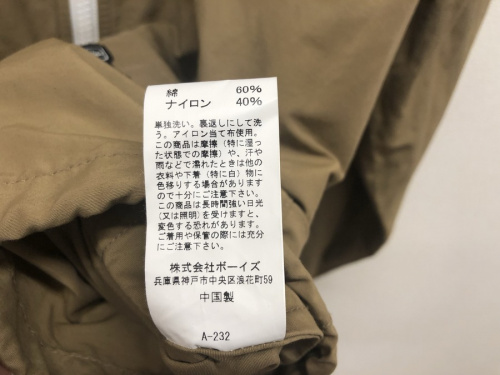 綿 60%
ナイロン 40%
単独洗い。裏返しにして洗
う。アイロン当て布使用。
この商品は摩擦（特に湿っ
た状態での摩擦）や、汗や
雨などで濡れたときは他の
衣料や下着（特に白）物に
色移りする場合があります
ので十分にご注意下さい。
この商品は長時間強い日光
（又は照明）を受けますと、
変色する恐れがあります。
ご着用や保管の際には充分
にご注意下さい。
株式会社ボーイズ
兵庫県神戸市中央区浪花町59
中国製
A-232